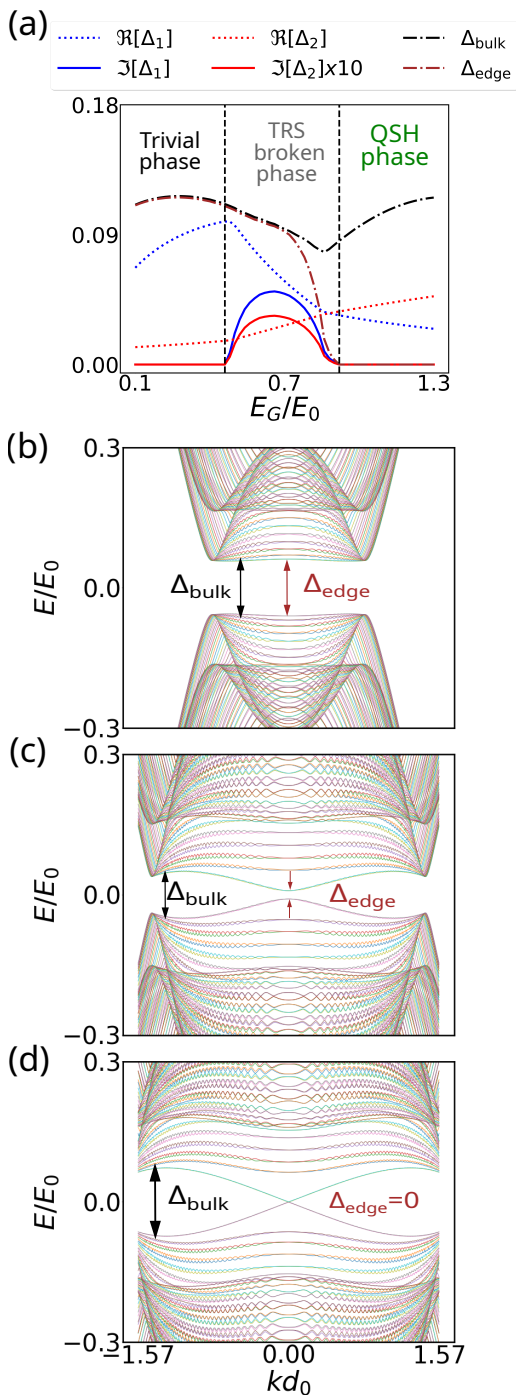 (a)
ℜ[Δ₁] ℜ[Δ₂] Δbulk
ℑ[Δ₁] ℑ[Δ₂]x10 Δedge
0.18
Trivial phase
TRS broken phase
QSH phase
0.09
0.00
0.1 0.7 1.3
E_G/E₀
(b)
0.3
E/E₀
0.0
Δbulk Δedge
−0.3
(c)
0.3
E/E₀
0.0
Δbulk Δedge
−0.3
(d)
0.3
E/E₀
0.0
Δbulk Δedge=0
−0.3
−1.57 0.00 1.57
kd₀